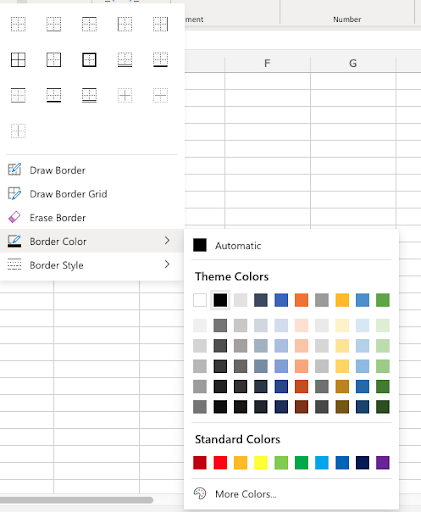 Number
F G
Draw Border
Draw Border Grid
Erase Border
Border Color
Border Style
Automatic
Theme Colors
Standard Colors
More Colors...